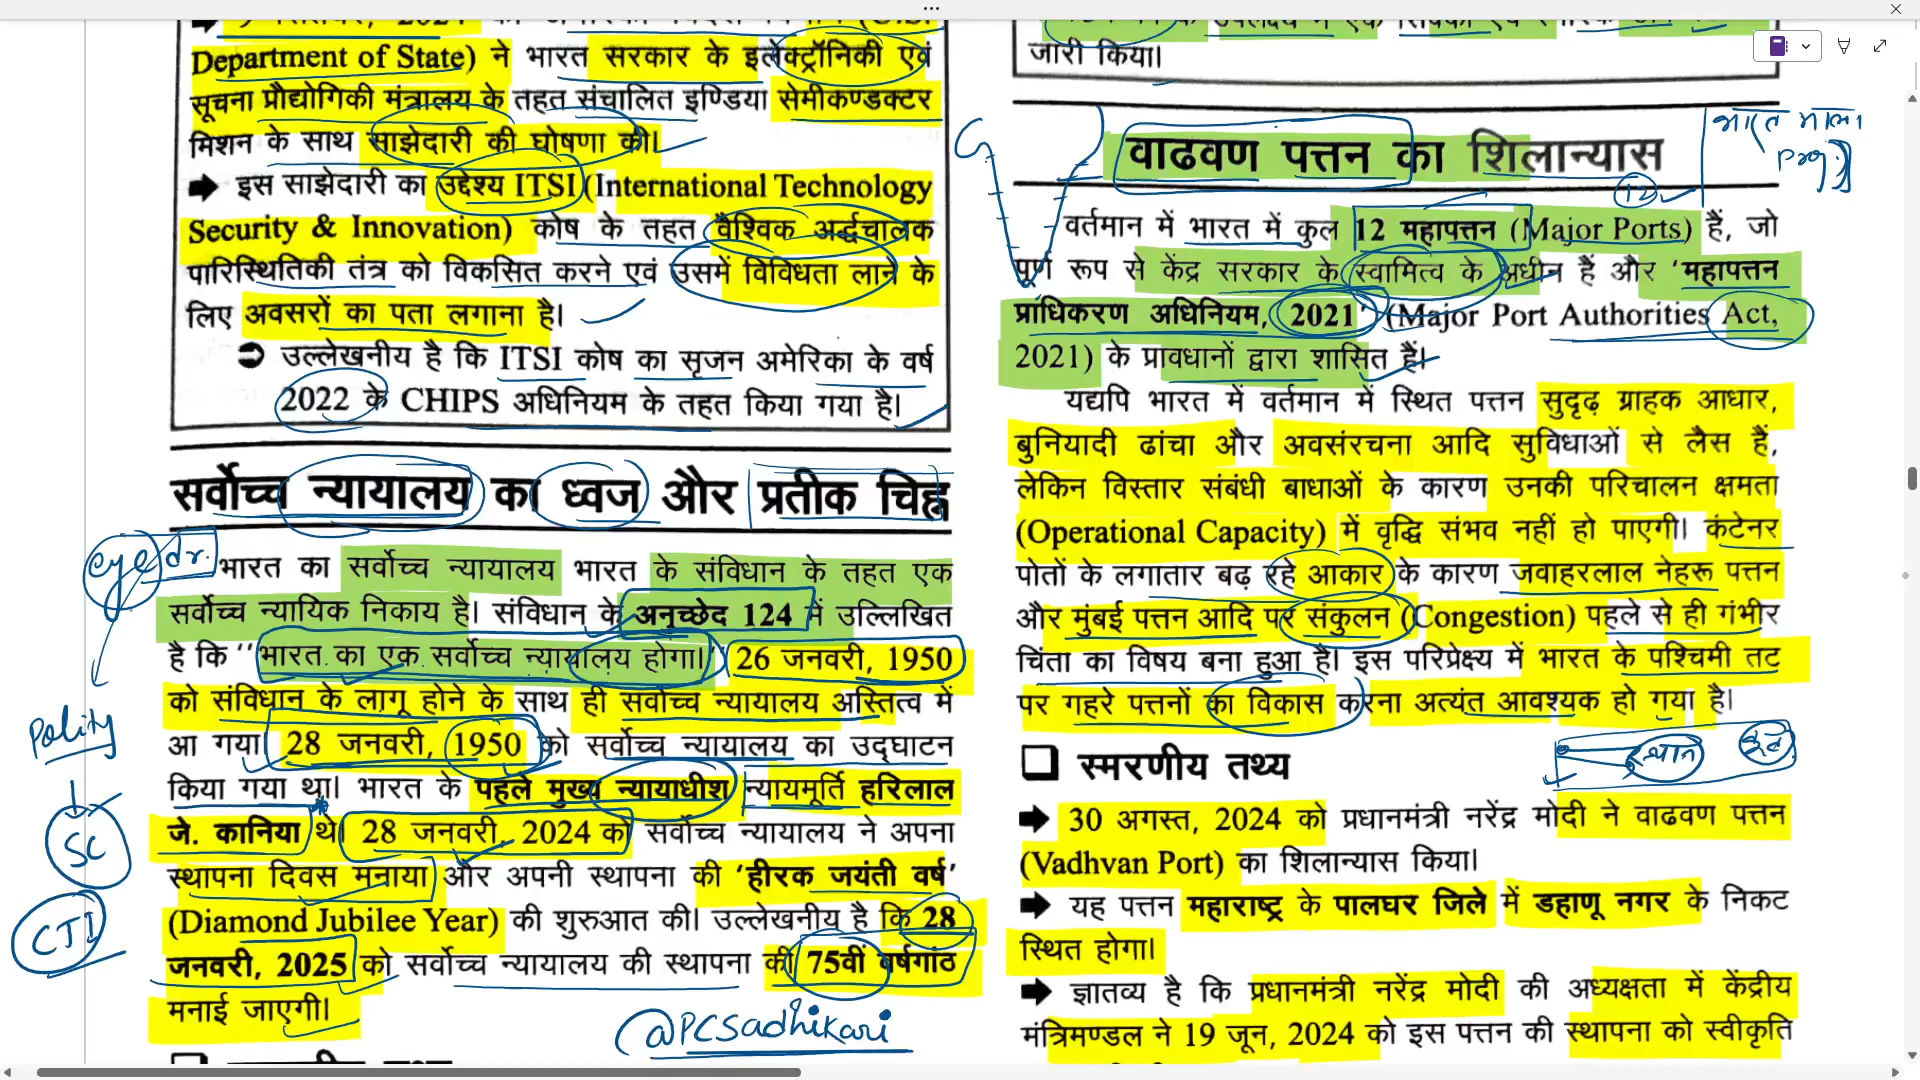 Department of State) ने भारत सरकार के इलेक्ट्रॉनिकी एवं
सूचना प्रौद्योगिकी मंत्रालय के तहत संचालित इण्डिया सेमीकण्डक्टर
मिशन के साथ साझेदारी की घोषणा की।
➡ इस साझेदारी का उद्देश्य ITSI (International Technology
Security & Innovation) कोष के तहत वैश्विक अर्द्धचालक
पारिस्थितिकी तंत्र को विकसित करने एवं उसमें विविधता लाने के
लिए अवसरों का पता लगाना है।
➲ उल्लेखनीय है कि ITSI कोष का सृजन अमेरिका के वर्ष
2022 के CHIPS अधिनियम के तहत किया गया है।
सर्वोच्च न्यायालय का ध्वज और प्रतीक चिह्न
eye dr.
भारत का सर्वोच्च न्यायालय भारत के संविधान के तहत एक
सर्वोच्च न्यायिक निकाय है। संविधान के अनुच्छेद 124 में उल्लिखित
है कि ''भारत का एक सर्वोच्च न्यायालय होगा।'' 26 जनवरी, 1950
को संविधान के लागू होने के साथ ही सर्वोच्च न्यायालय अस्तित्व में
आ गया। 28 जनवरी, 1950 को सर्वोच्च न्यायालय का उद्घाटन
किया गया था। भारत के पहले मुख्य न्यायाधीश न्यायमूर्ति हरिलाल
जे. कानिया थे। 28 जनवरी, 2024 को सर्वोच्च न्यायालय ने अपना
स्थापना दिवस मनाया और अपनी स्थापना की 'हीरक जयंती वर्ष'
(Diamond Jubilee Year) की शुरुआत की। उल्लेखनीय है कि 28
जनवरी, 2025 को सर्वोच्च न्यायालय की स्थापना की 75वीं वर्षगांठ
मनाई जाएगी।
Polity
SC
CJI
@PCSadhikari
जारी किया।
वाढवण पत्तन का शिलान्यास
भारत माला
Proj.
12
वर्तमान में भारत में कुल 12 महापत्तन (Major Ports) हैं, जो
पूर्ण रूप से केंद्र सरकार के स्वामित्व के अधीन हैं और 'महापत्तन
प्राधिकरण अधिनियम, 2021' (Major Port Authorities Act,
2021) के प्रावधानों द्वारा शासित हैं।
यद्यपि भारत में वर्तमान में स्थित पत्तन सुदृढ़ ग्राहक आधार,
बुनियादी ढांचा और अवसंरचना आदि सुविधाओं से लैस हैं,
लेकिन विस्तार संबंधी बाधाओं के कारण उनकी परिचालन क्षमता
(Operational Capacity) में वृद्धि संभव नहीं हो पाएगी। कंटेनर
पोतों के लगातार बढ़ रहे आकार के कारण जवाहरलाल नेहरू पत्तन
और मुंबई पत्तन आदि पर संकुलन (Congestion) पहले से ही गंभीर
चिंता का विषय बना हुआ है। इस परिप्रेक्ष्य में भारत के पश्चिमी तट
पर गहरे पत्तनों का विकास करना अत्यंत आवश्यक हो गया है।
❑ स्मरणीय तथ्य
➡ 30 अगस्त, 2024 को प्रधानमंत्री नरेंद्र मोदी ने वाढवण पत्तन
(Vadhvan Port) का शिलान्यास किया।
➡ यह पत्तन महाराष्ट्र के पालघर जिले में डहाणू नगर के निकट
स्थित होगा।
➡ ज्ञातव्य है कि प्रधानमंत्री नरेंद्र मोदी की अध्यक्षता में केंद्रीय
मंत्रिमण्डल ने 19 जून, 2024 को इस पत्तन की स्थापना को स्वीकृति